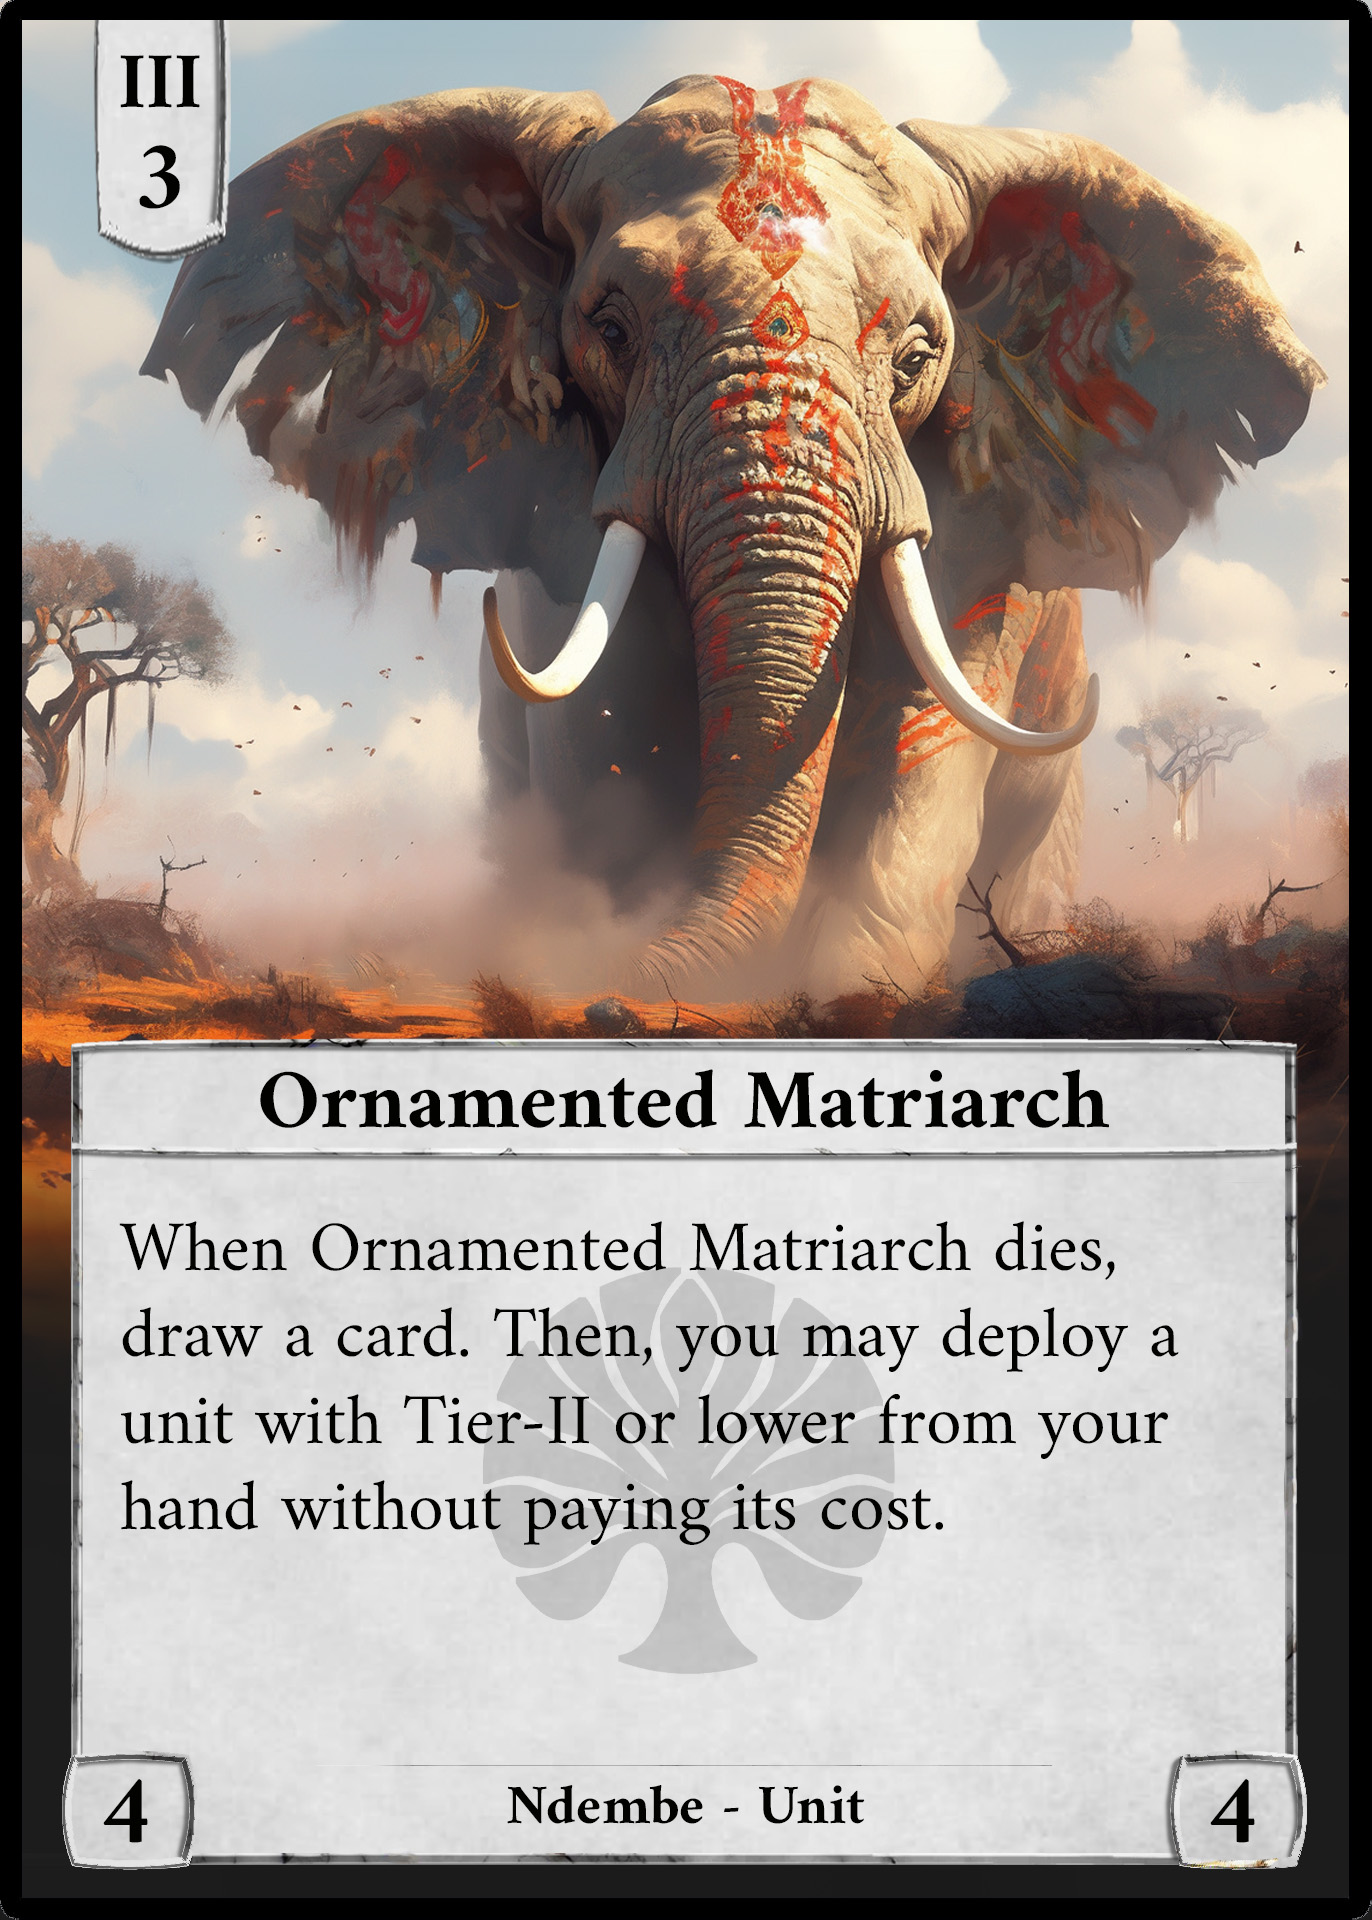 III
3
Ornamented Matriarch
When Ornamented Matriarch dies,
draw a card. Then, you may deploy a
unit with Tier-II or lower from your
hand without paying its cost.
4
Ndembe - Unit
4